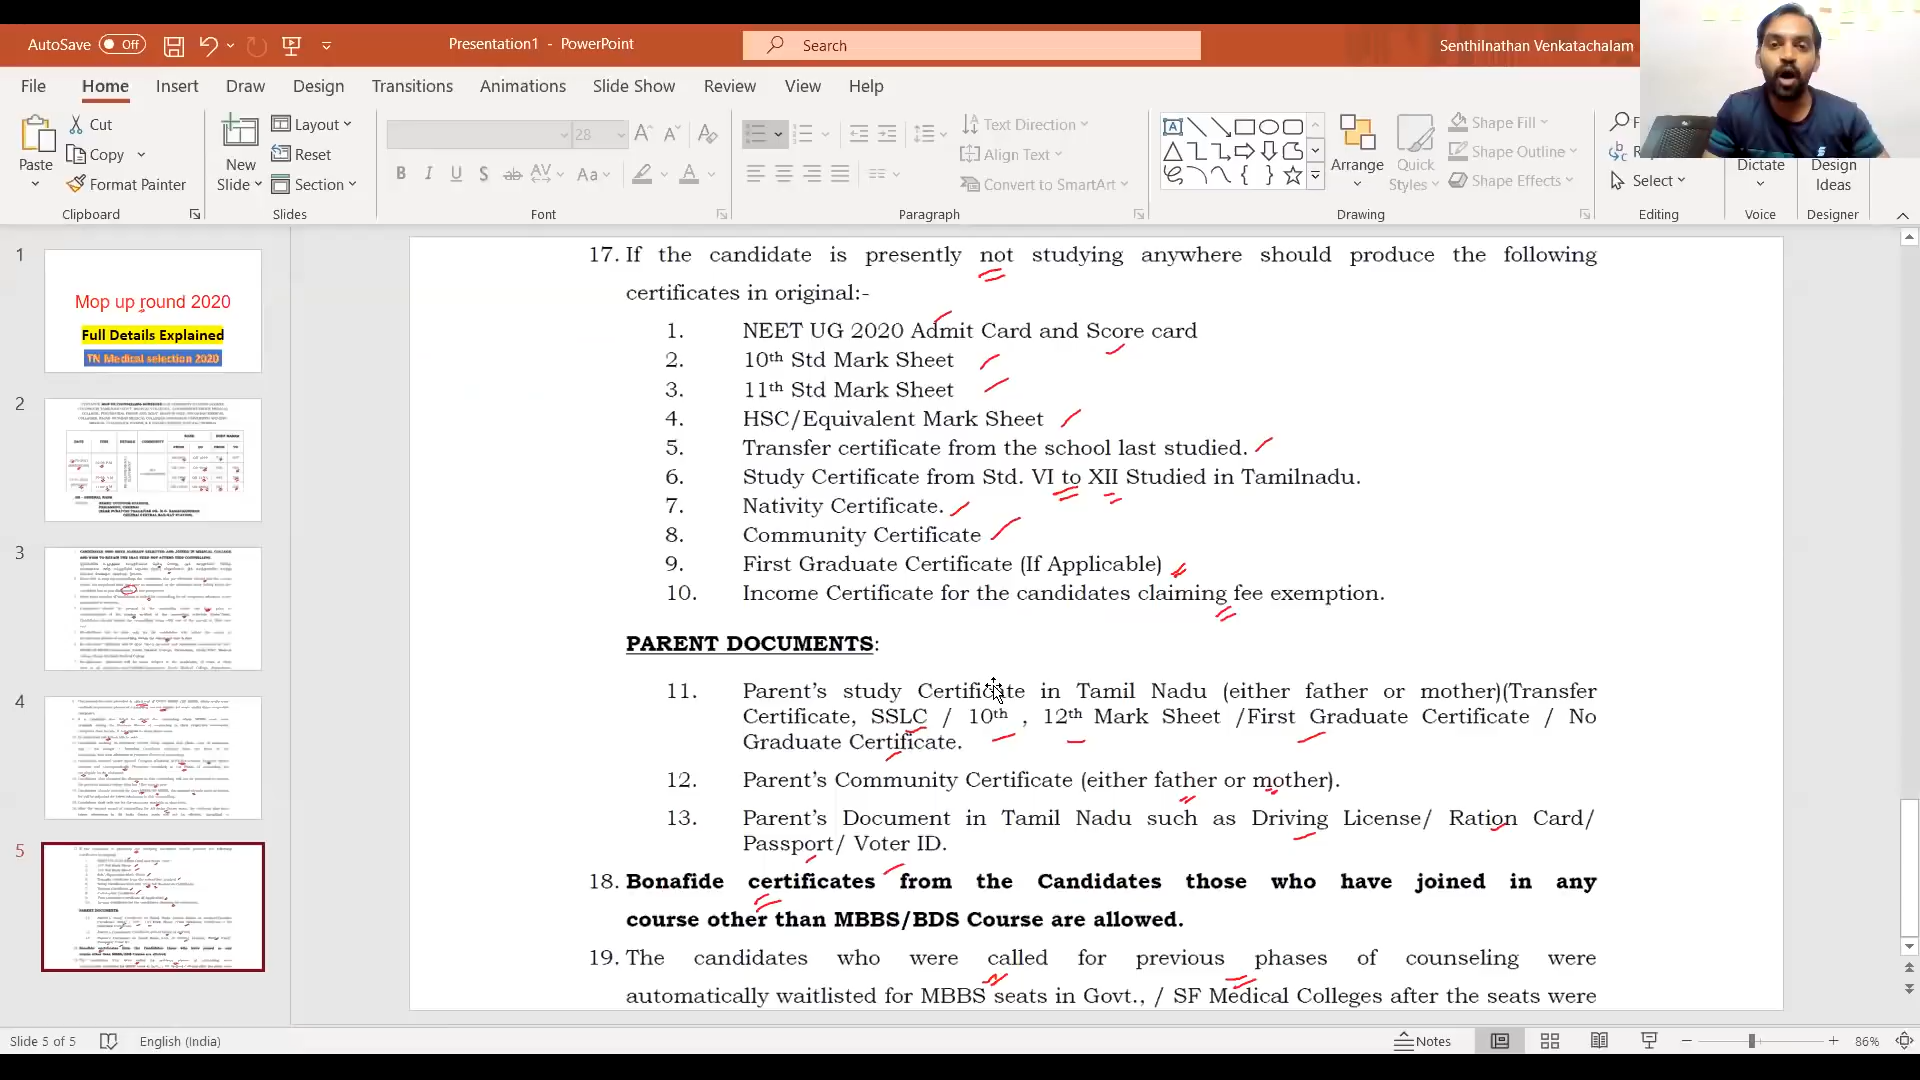 AutoSave Off
Presentation1 - PowerPoint
Search
Senthilnathan Venkatachalam
File Home Insert Draw Design Transitions Animations Slide Show Review View Help
Paste
Cut
Copy
Format Painter
Clipboard
New Slide
Layout
Reset
Section
Slides
28
Font
Text Direction
Align Text
Convert to SmartArt
Paragraph
Arrange
Quick Styles
Shape Fill
Shape Outline
Shape Effects
Drawing
Select
Editing
Dictate
Voice
Design Ideas
Designer
1
Mop up round 2020
Full Details Explained
TN Medical selection 2020
2
3
4
5
17. If the candidate is presently not studying anywhere should produce the following
certificates in original:-
1. NEET UG 2020 Admit Card and Score card
2. 10th Std Mark Sheet
3. 11th Std Mark Sheet
4. HSC/Equivalent Mark Sheet
5. Transfer certificate from the school last studied.
6. Study Certificate from Std. VI to XII Studied in Tamilnadu.
7. Nativity Certificate.
8. Community Certificate
9. First Graduate Certificate (If Applicable)
10. Income Certificate for the candidates claiming fee exemption.
PARENT DOCUMENTS:
11. Parent's study Certificate in Tamil Nadu (either father or mother)(Transfer
Certificate, SSLC / 10th , 12th Mark Sheet /First Graduate Certificate / No
Graduate Certificate.
12. Parent's Community Certificate (either father or mother).
13. Parent's Document in Tamil Nadu such as Driving License/ Ration Card/
Passport/ Voter ID.
18. Bonafide certificates from the Candidates those who have joined in any
course other than MBBS/BDS Course are allowed.
19. The candidates who were called for previous phases of counseling were
automatically waitlisted for MBBS seats in Govt., / SF Medical Colleges after the seats were
Slide 5 of 5
English (India)
Notes
86%